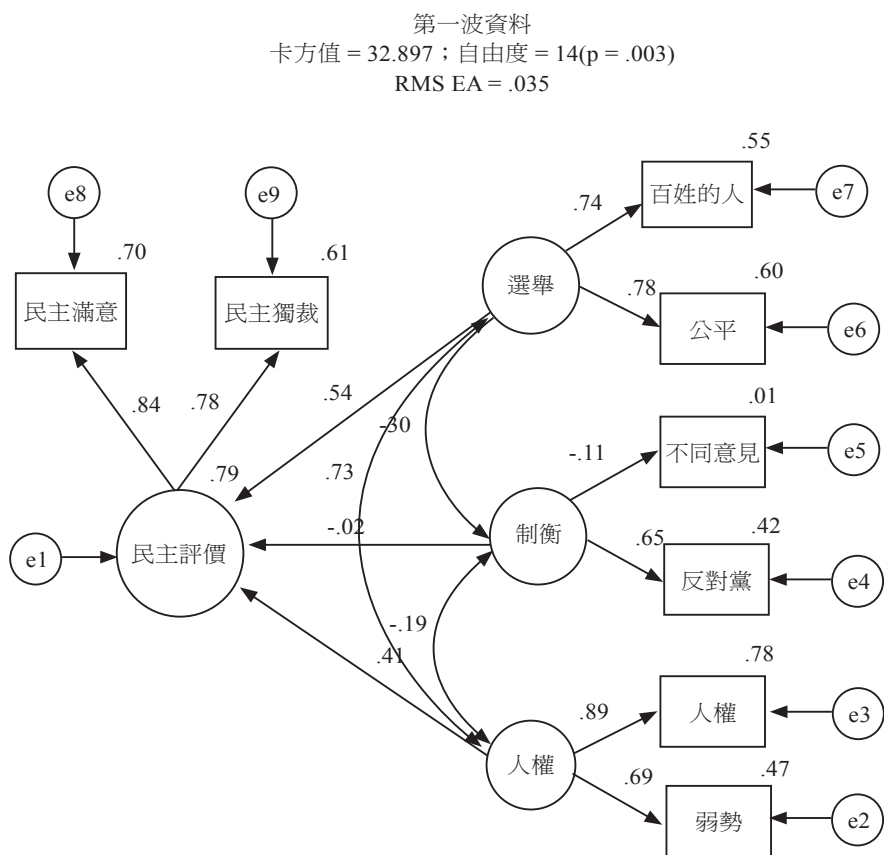 第一波資料
卡方值 = 32.897；自由度 = 14(p = .003)
RMS EA = .035
.55
e8
e9
百姓的人
e7
.74
.70
.61
選舉
.60
民主滿意
民主獨裁
.78
公平
e6
.84
.78
.54
.01
-30
-.11
不同意見
e5
.79
.73
-.02
制衡
.42
e1
民主評價
.65
反對黨
e4
-.19
.41
.78
.89
人權
e3
人權
.69
.47
弱勢
e2